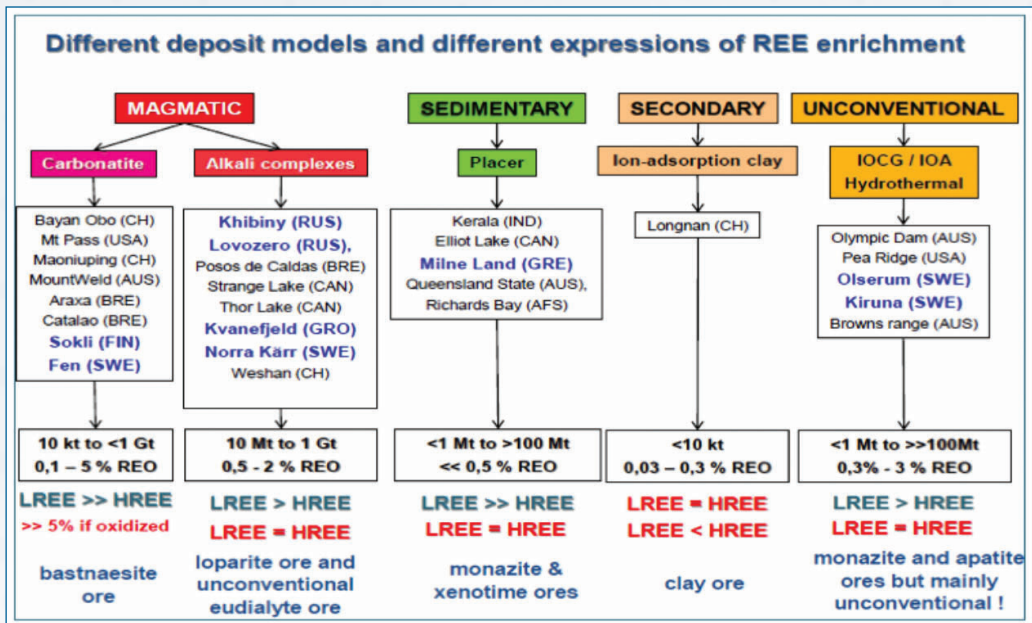 Different deposit models and different expressions of REE enrichment
MAGMATIC
Carbonatite
Bayan Obo (CH)
Mt Pass (USA)
Maoniuping (CH)
MountWeld (AUS)
Araxa (BRE)
Catalao (BRE)
Sokli (FIN)
Fen (SWE)
10 kt to <1 Gt
0,1 – 5 % REO
LREE >> HREE
>> 5% if oxidized
bastnaesite
ore
Alkali complexes
Khibiny (RUS)
Lovozero (RUS),
Posos de Caldas (BRE)
Strange Lake (CAN)
Thor Lake (CAN)
Kvanefjeld (GRO)
Norra Kärr (SWE)
Weshan (CH)
10 Mt to 1 Gt
0,5 - 2 % REO
LREE > HREE
LREE = HREE
loparite ore and
unconventional
eudialyte ore
SEDIMENTARY
Placer
Kerala (IND)
Elliot Lake (CAN)
Milne Land (GRE)
Queensland State (AUS),
Richards Bay (AFS)
<1 Mt to >100 Mt
<< 0,5 % REO
LREE >> HREE
LREE = HREE
monazite &
xenotime ores
SECONDARY
Ion-adsorption clay
Longnan (CH)
<10 kt
0,03 – 0,3 % REO
LREE = HREE
LREE < HREE
clay ore
UNCONVENTIONAL
IOCG / IOA
Hydrothermal
Olympic Dam (AUS)
Pea Ridge (USA)
Olserum (SWE)
Kiruna (SWE)
Browns range (AUS)
<1 Mt to >>100Mt
0,3% - 3 % REO
LREE > HREE
LREE = HREE
monazite and apatite
ores but mainly
unconventional !